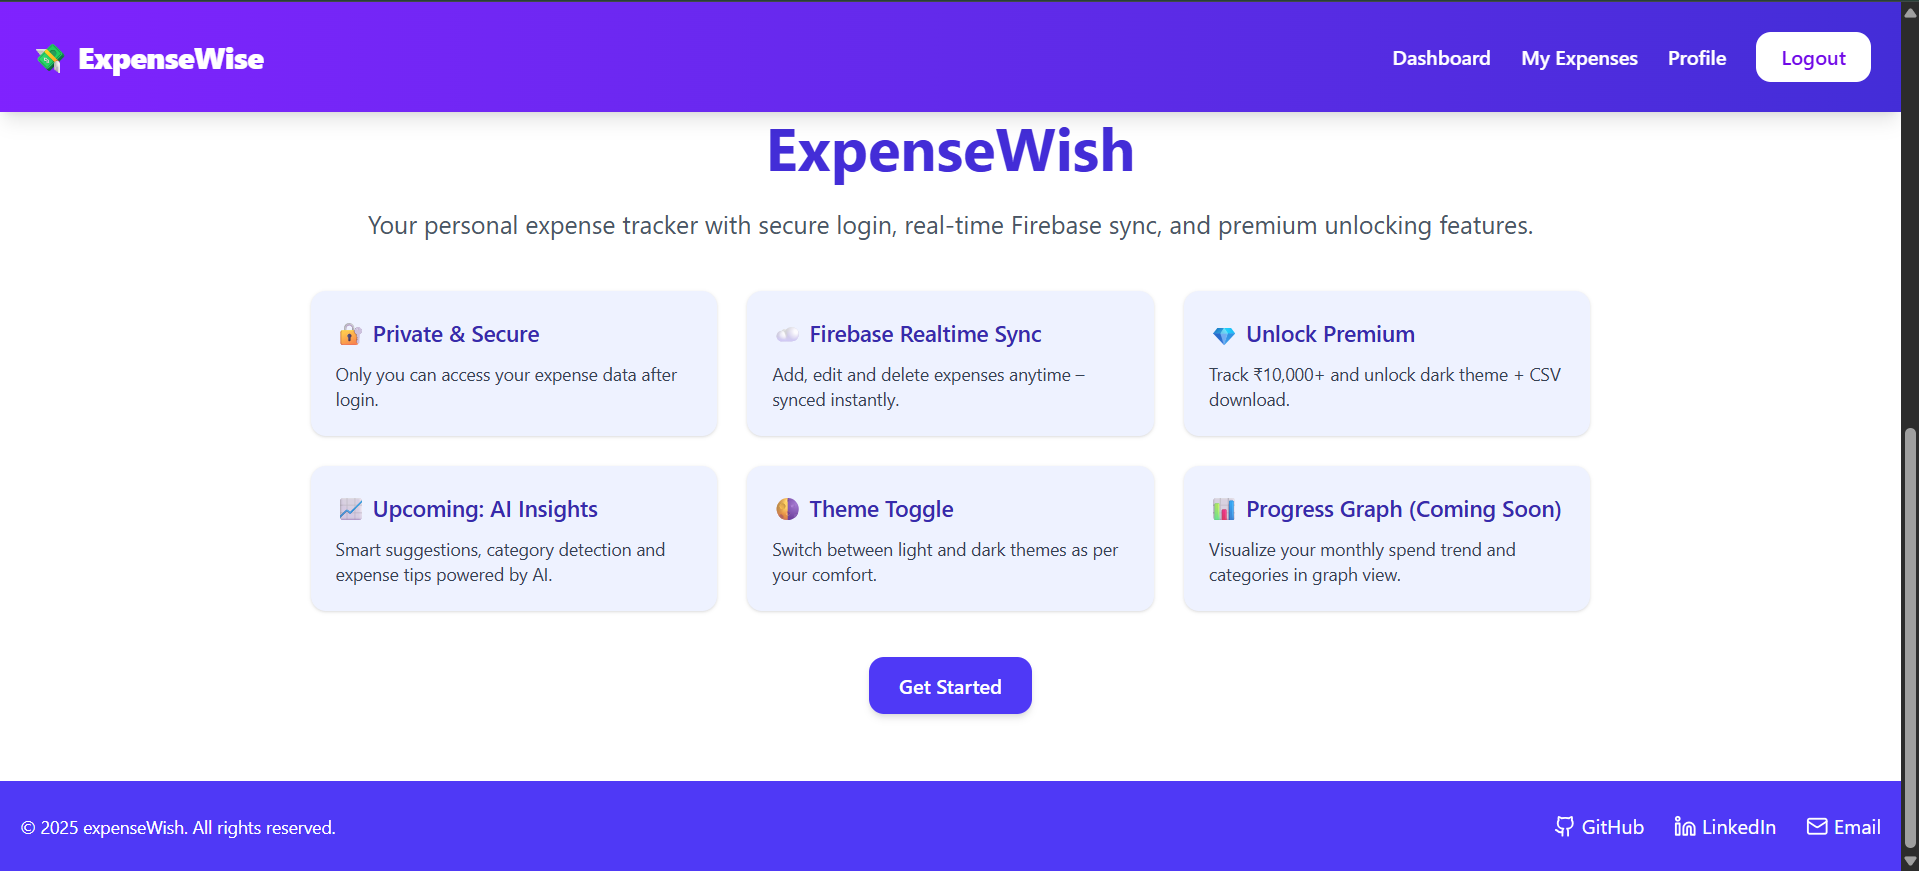 ExpenseWise
Dashboard
My Expenses
Profile
Logout
ExpenseWish
Your personal expense tracker with secure login, real-time Firebase sync, and premium unlocking features.
Private & Secure
Only you can access your expense data after
login.
Firebase Realtime Sync
Add, edit and delete expenses anytime –
synced instantly.
Unlock Premium
Track ₹10,000+ and unlock dark theme + CSV
download.
Upcoming: AI Insights
Smart suggestions, category detection and
expense tips powered by AI.
Theme Toggle
Switch between light and dark themes as per
your comfort.
Progress Graph (Coming Soon)
Visualize your monthly spend trend and
categories in graph view.
Get Started
© 2025 expenseWish. All rights reserved.
GitHub
LinkedIn
Email